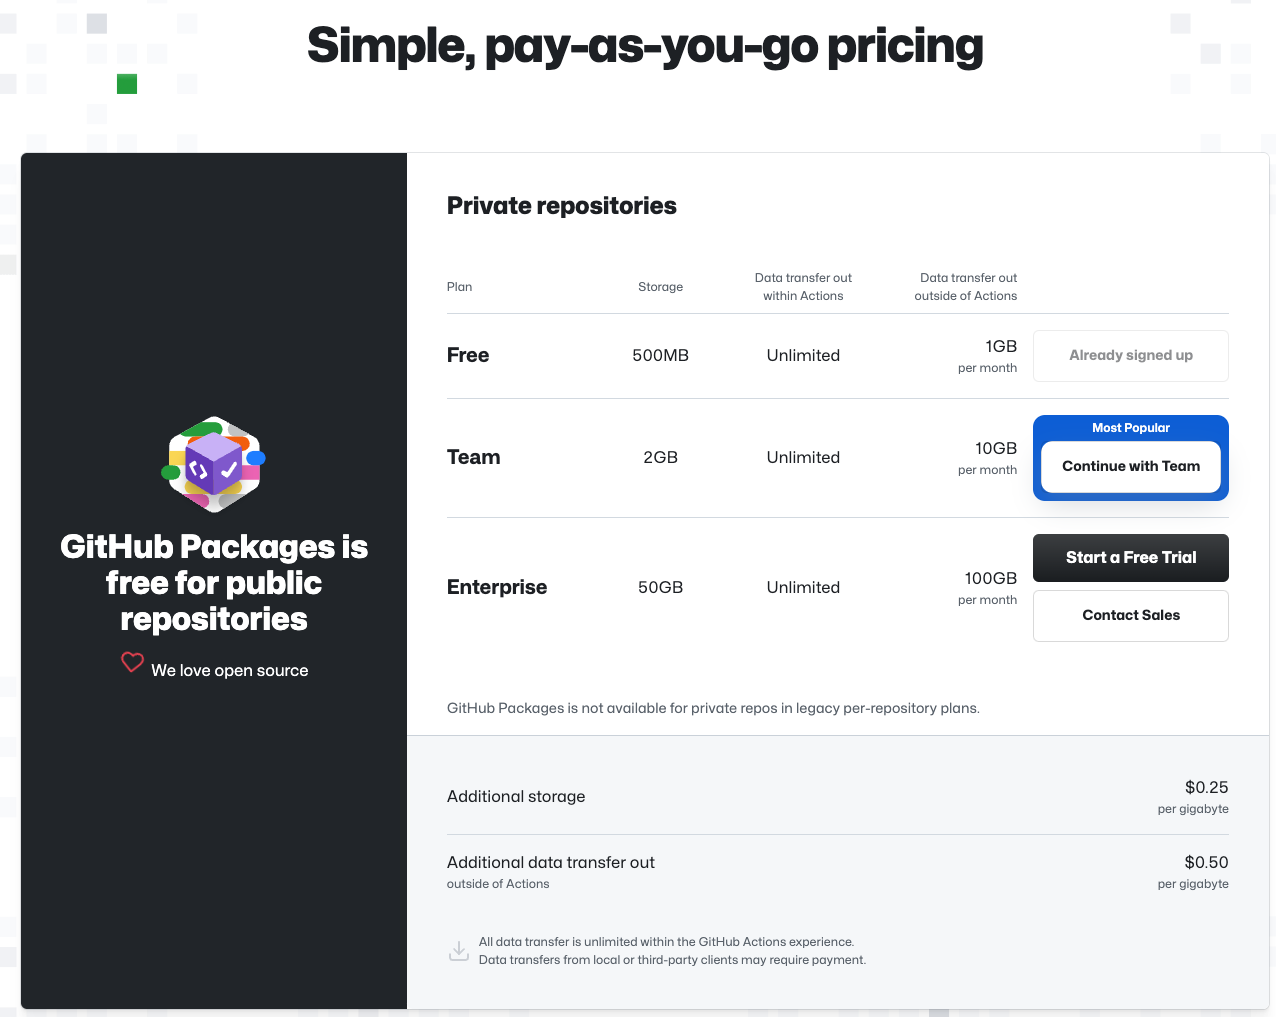 Simple, pay-as-you-go pricing
GitHub Packages is
free for public
repositories
We love open source
Private repositories
Plan
Storage
Data transfer out
within Actions
Data transfer out
outside of Actions
Free
500MB
Unlimited
1GB
per month
Already signed up
Team
2GB
Unlimited
10GB
per month
Most Popular
Continue with Team
Enterprise
50GB
Unlimited
100GB
per month
Start a Free Trial
Contact Sales
GitHub Packages is not available for private repos in legacy per-repository plans.
Additional storage
$0.25
per gigabyte
Additional data transfer out
outside of Actions
$0.50
per gigabyte
All data transfer is unlimited within the GitHub Actions experience.
Data transfers from local or third-party clients may require payment.